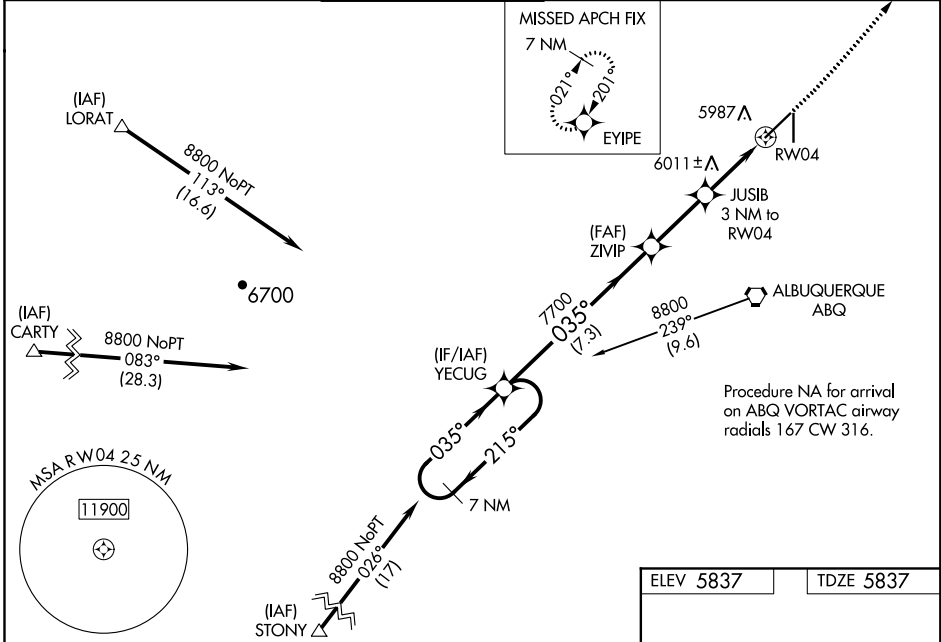 MISSED APCH FIX
7 NM
021°
201°
EYIPE
(IAF)
LORAT
8800 NoPT
113°
(16.6)
5987
RW04
6011±
JUSIB
3 NM to
RW04
(FAF)
ZIVIP
6700
ALBUQUERQUE
ABQ
8800
239°
(9.6)
7700
035°
(7.3)
(IAF)
CARTY
8800 NoPT
083°
(28.3)
(IF/IAF)
YECUG
Procedure NA for arrival
on ABQ VORTAC airway
radials 167 CW 316.
035°
215°
7 NM
MSA RW04 25 NM
11900
8800 NoPT
026°
(17)
(IAF)
STONY
ELEV 5837
TDZE 5837